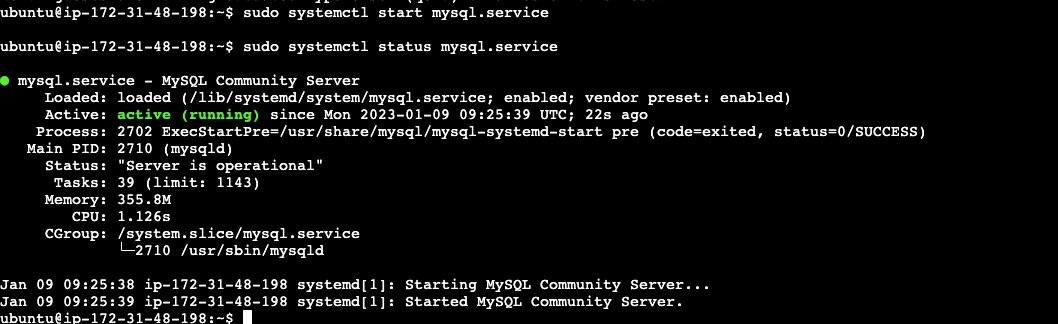 ubuntu@ip-172-31-48-198:~$ sudo systemctl start mysql.service
ubuntu@ip-172-31-48-198:~$ sudo systemctl status mysql.service
● mysql.service - MySQL Community Server
Loaded: loaded (/lib/systemd/system/mysql.service; enabled; vendor preset: enabled)
Active: active (running) since Mon 2023-01-09 09:25:39 UTC; 22s ago
Process: 2702 ExecStartPre=/usr/share/mysql/mysql-systemd-start pre (code=exited, status=0/SUCCESS)
Main PID: 2710 (mysqld)
Status: "Server is operational"
Tasks: 39 (limit: 1143)
Memory: 355.8M
CPU: 1.126s
CGroup: /system.slice/mysql.service
└─2710 /usr/sbin/mysqld
Jan 09 09:25:38 ip-172-31-48-198 systemd[1]: Starting MySQL Community Server...
Jan 09 09:25:39 ip-172-31-48-198 systemd[1]: Started MySQL Community Server.
ubuntu@ip-172-31-48-198:~$